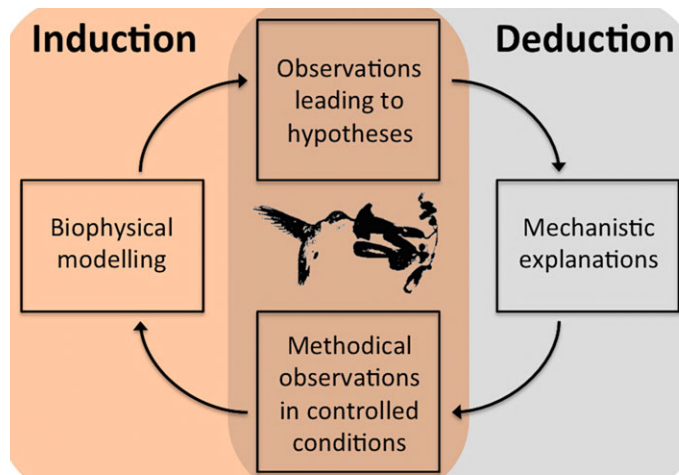 Induction
Deduction
Observations
leading to
hypotheses
Biophysical
modelling
Mechanistic
explanations
Methodical
observations
in controlled
conditions